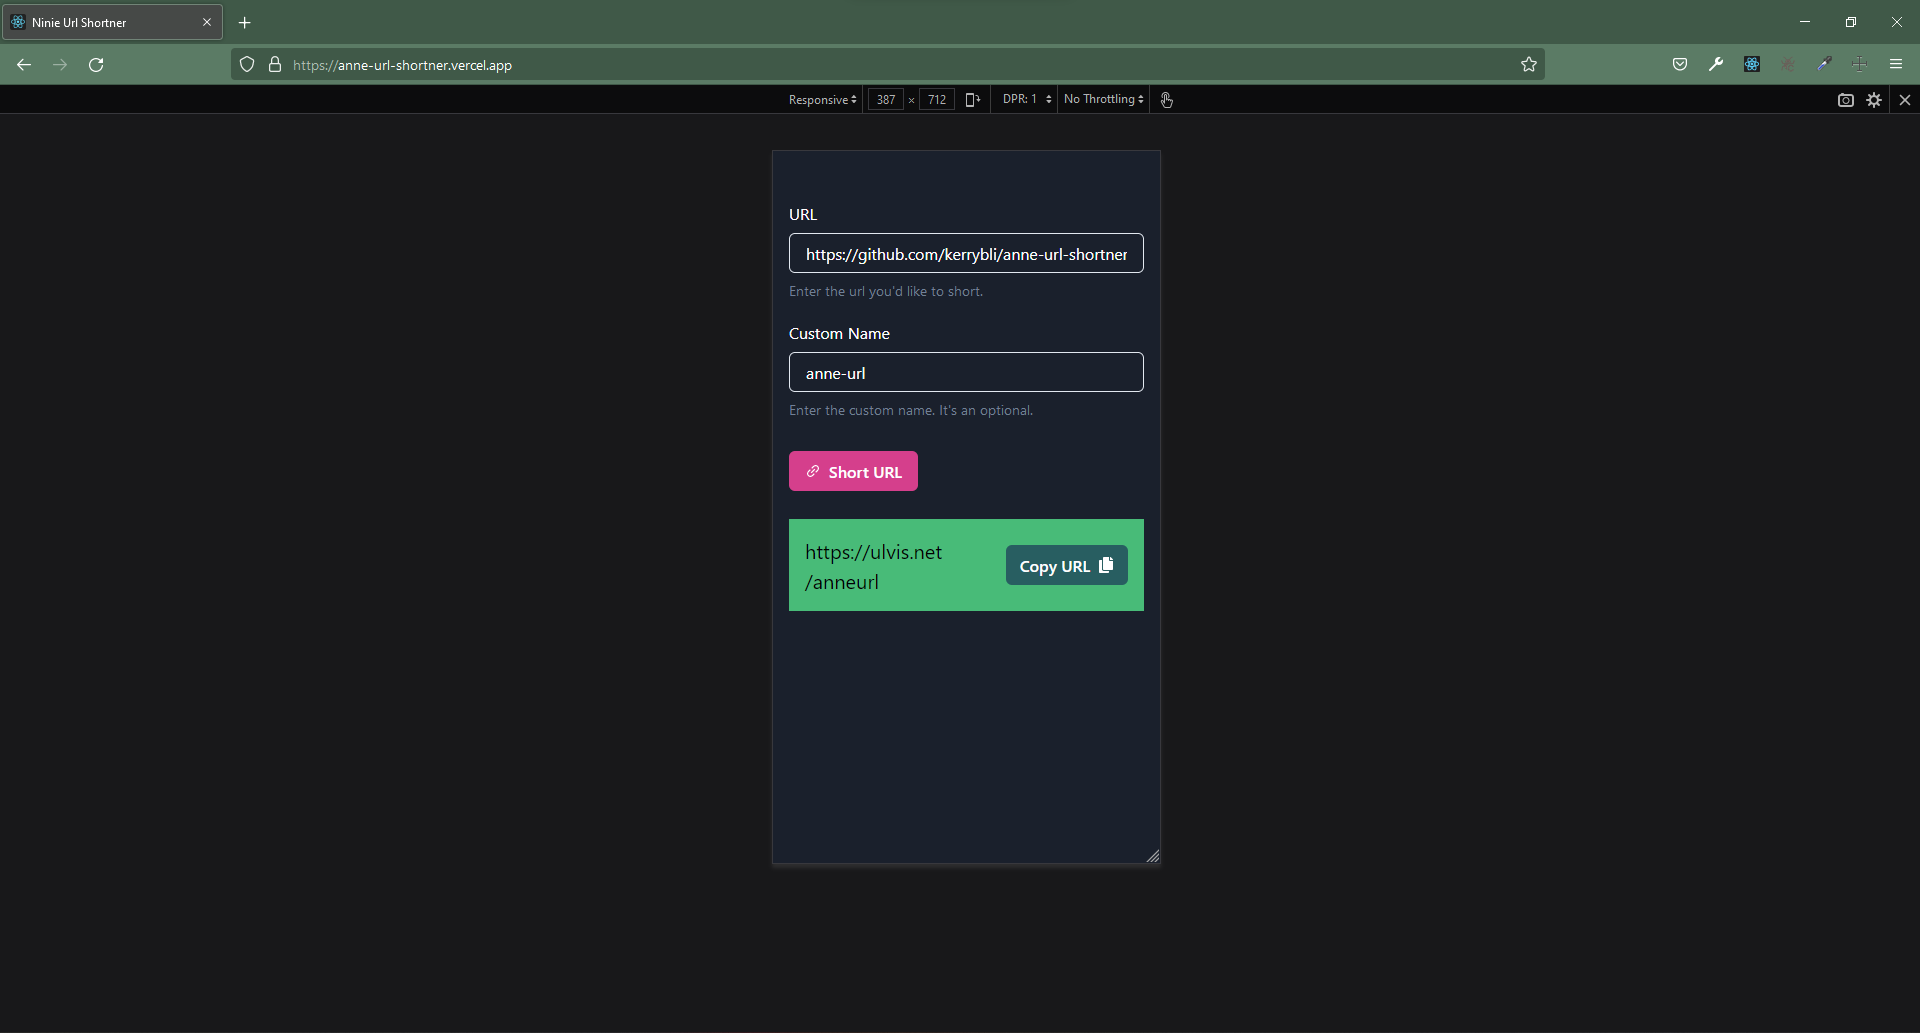 Ninie Url Shortner
https://anne-url-shortner.vercel.app
Responsive 387 × 712 DPR: 1 No Throttling
URL
https://github.com/kerrybli/anne-url-shortner
Enter the url you'd like to short.
Custom Name
anne-url
Enter the custom name. It's an optional.
Short URL
https://ulvis.net
/anneurl
Copy URL